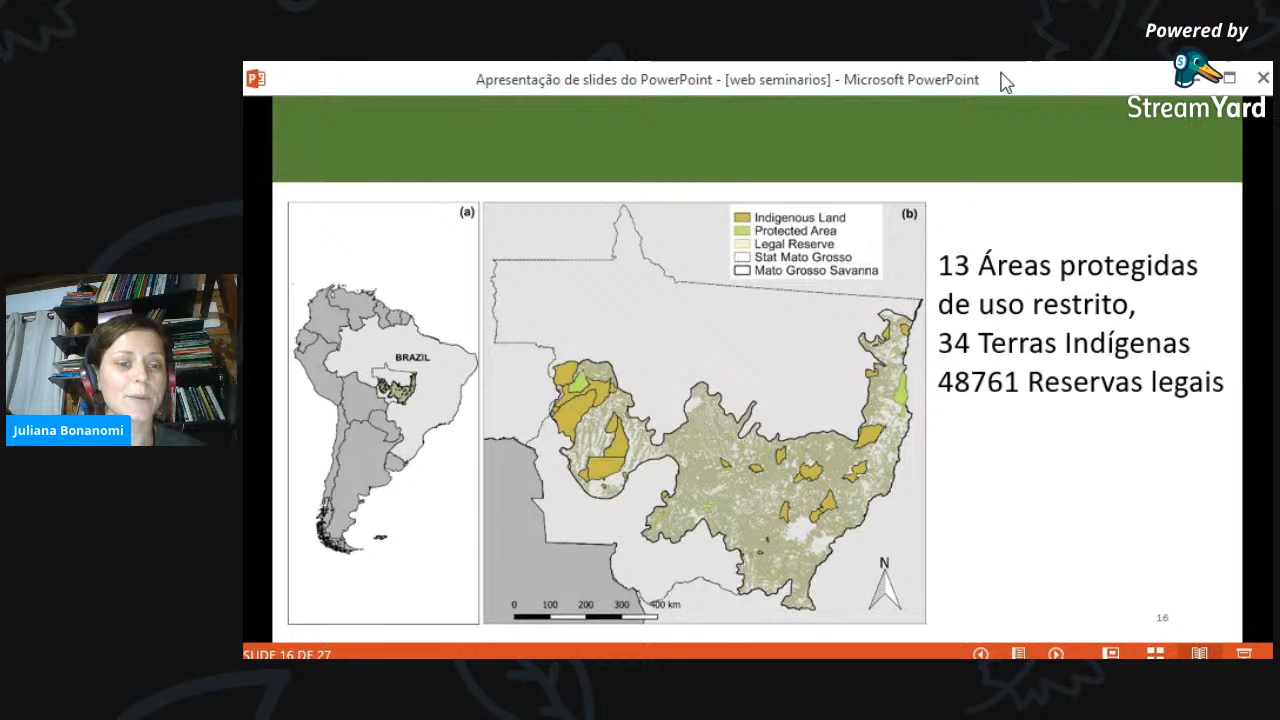 Powered by
StreamYard
Apresentação de slides do PowerPoint - [web seminarios] - Microsoft PowerPoint
(a)
BRAZIL
(b)
Indigenous Land
Protected Area
Legal Reserve
Stat Mato Grosso
Mato Grosso Savanna
N
0 100 200 300 400 km
13 Áreas protegidas
de uso restrito,
34 Terras Indígenas
48761 Reservas legais
16
Juliana Bonanomi
SLIDE 16 DE 27